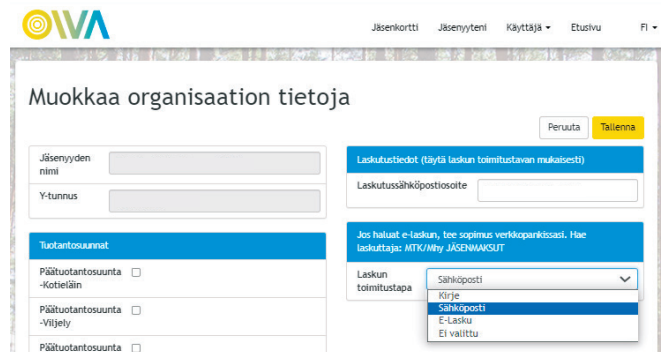 OIVA
Jäsenkortti Jäsenyyteni Käyttäjä Etusivu FI
Muokkaa organisaation tietoja
Peruuta Tallenna
Jäsenyyden
nimi
Y-tunnus
Tuotantosuunnat
Päätuotantosuunta
-Kotieläin
Päätuotantosuunta
-Viljely
Päätuotantosuunta
Laskutustiedot (täytä laskun toimitustavan mukaisesti)
Laskutussähköpostiosoite
Jos haluat e-laskun, tee sopimus verkkopankissasi. Hae
laskuttaja: MTK/Mhy JÄSENMAKSUT
Laskun
toimitustapa
Sähköposti
Kirje
Sähköposti
E-Lasku
Ei valittu